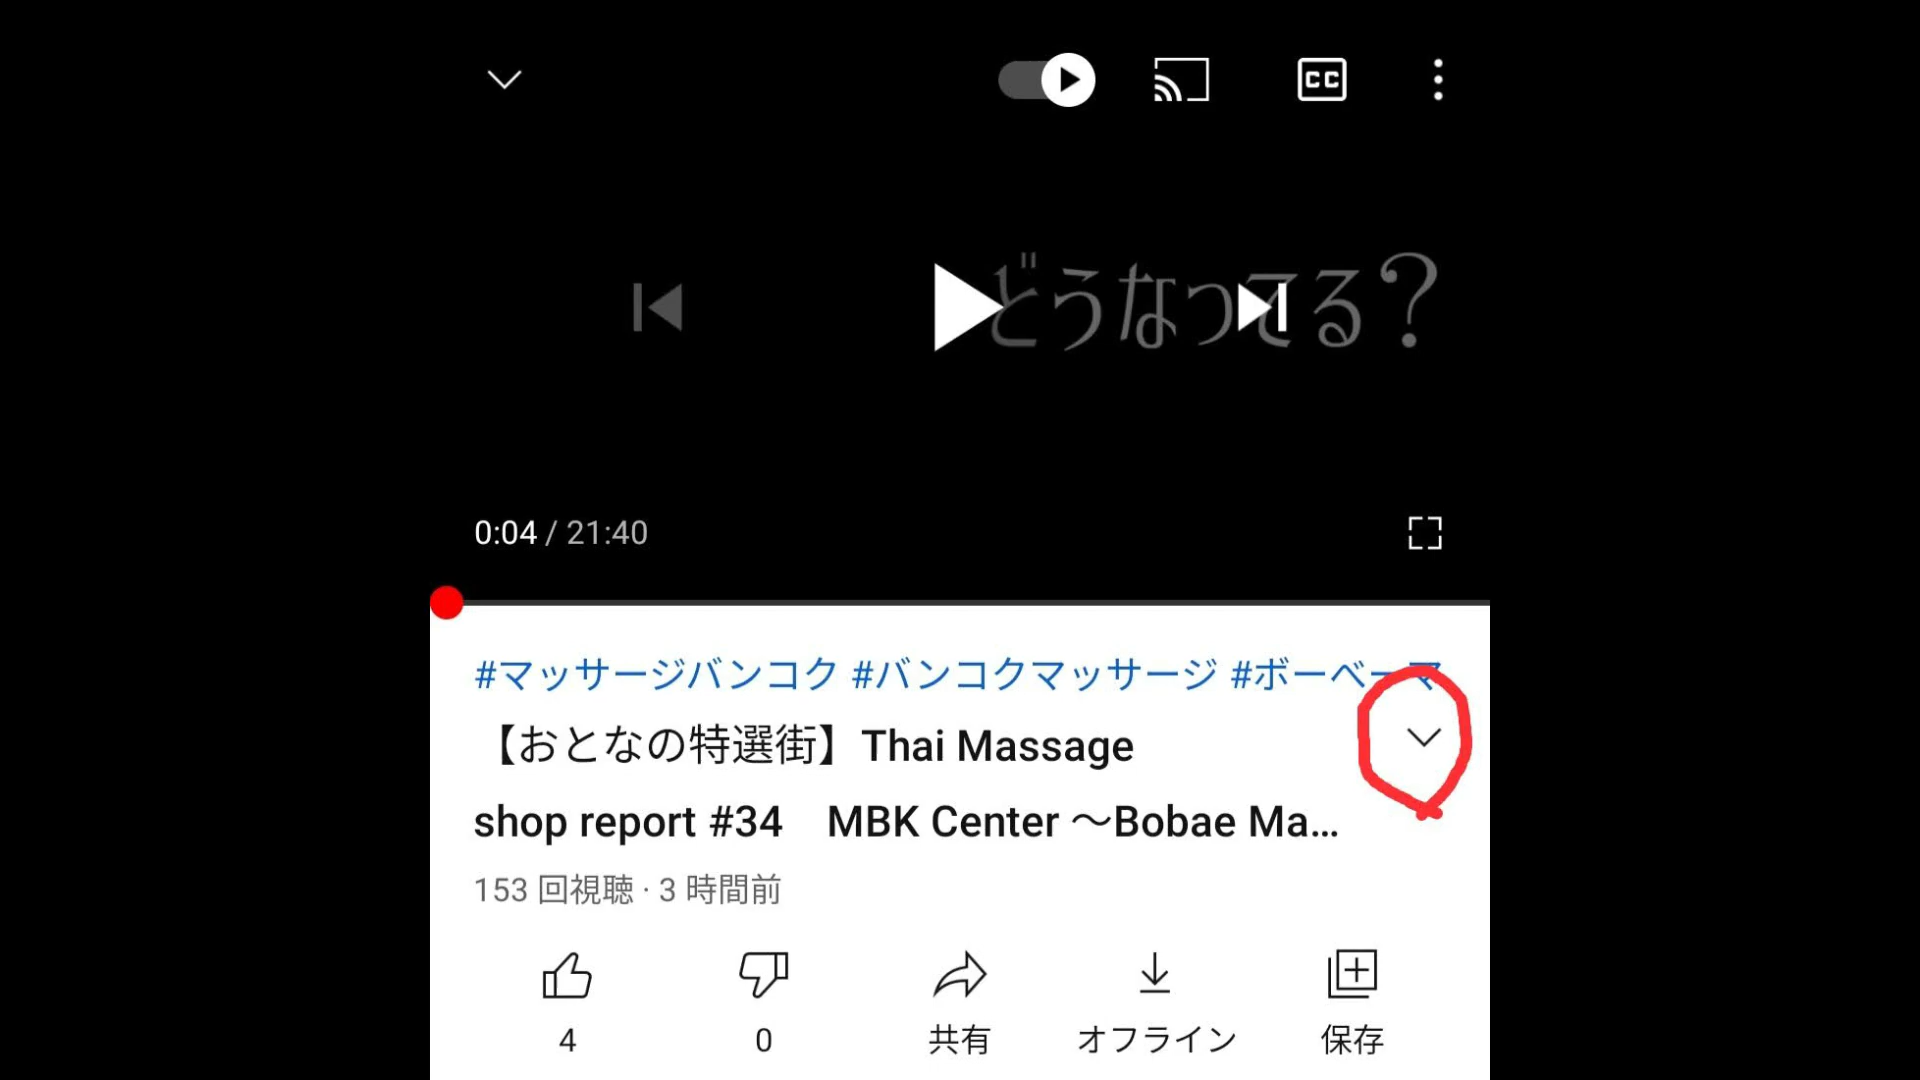 CC
どうなってる？
0:04 / 21:40
#マッサージバンコク #バンコクマッサージ #ボーベーマ
【おとなの特選街】Thai Massage
shop report #34　MBK Center ～Bobae Ma...
153 回視聴 · 3 時間前
4 0 共有 オフライン 保存